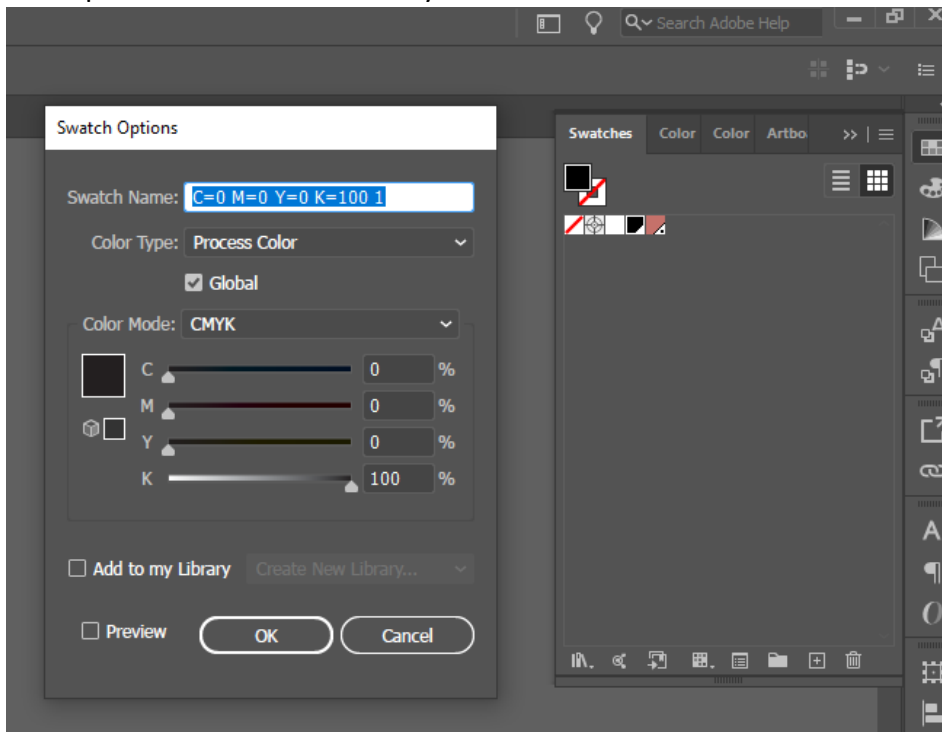 Search Adobe Help
Swatch Options
Swatch Name: C=0 M=0 Y=0 K=100 1
Color Type: Process Color
Global
Color Mode: CMYK
C 0 %
M 0 %
Y 0 %
K 100 %
Add to my Library Create New Library...
Preview OK Cancel
Swatches Color Color Artbo >>